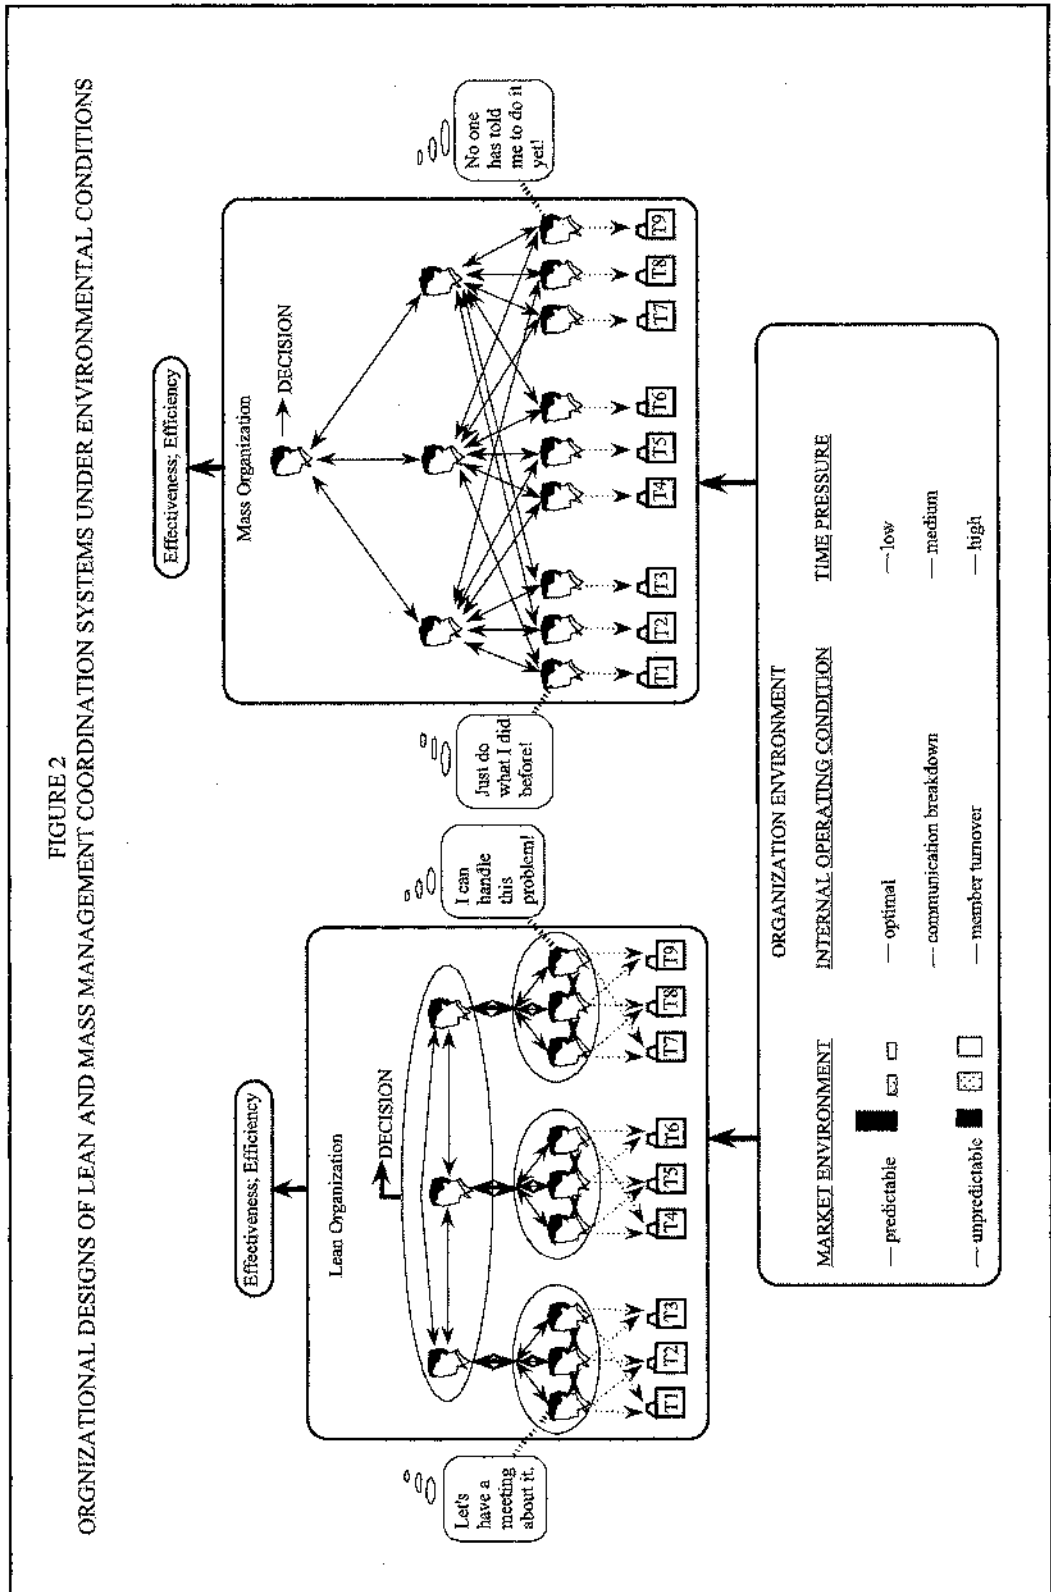 FIGURE 2
ORGNIZATIONAL DESIGNS OF LEAN AND MASS MANAGEMENT COORDINATION SYSTEMS UNDER ENVIRONMENTAL CONDITIONS
Effectiveness; Efficiency
Lean Organization
DECISION
Let's
have a
meeting
about it.
I can
handle
this
problem!
T1
T2
T3
T4
T5
T6
T7
T8
T9
Effectiveness; Efficiency
Mass Organization
DECISION
Just do
what I did
before!
No one
has told
me to do it
yet!
T1
T2
T3
T4
T5
T6
T7
T8
T9
ORGANIZATION ENVIRONMENT
MARKET ENVIRONMENT
— predictable
— unpredictable
INTERNAL OPERATING CONDITION
— optimal
— communication breakdown
— member turnover
TIME PRESSURE
— low
— medium
— high